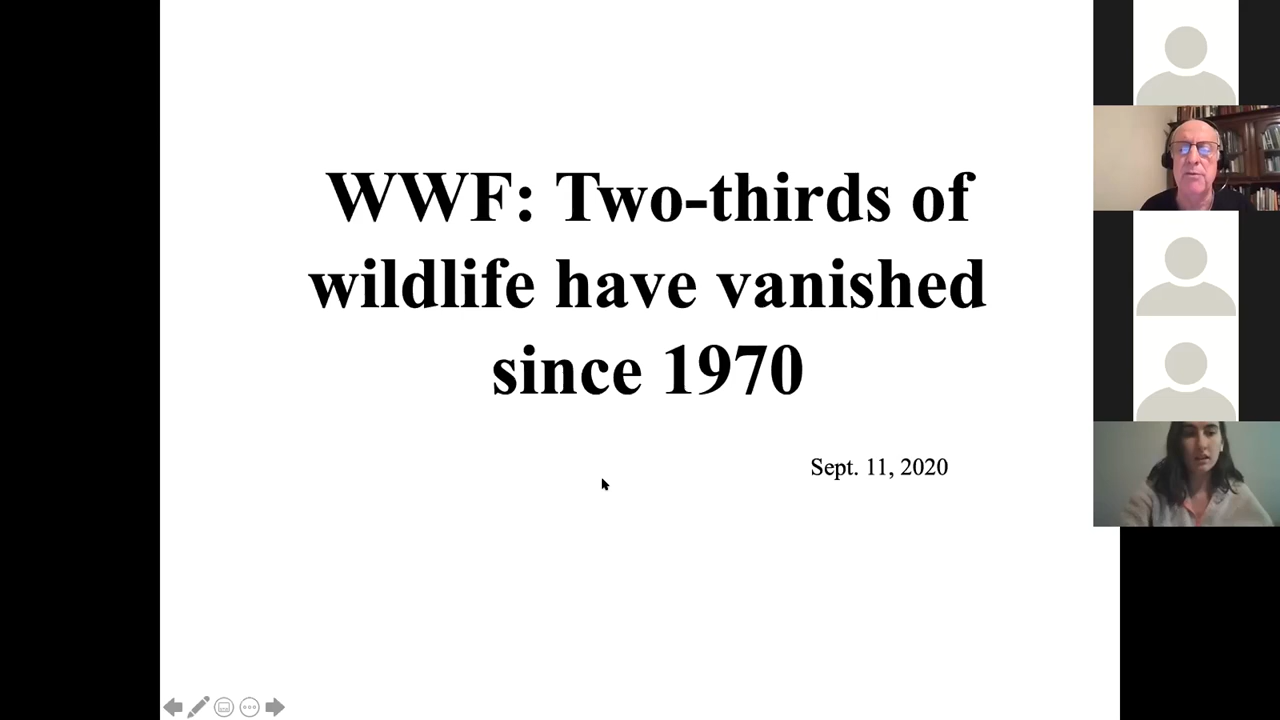 WWF: Two-thirds of
wildlife have vanished
since 1970
Sept. 11, 2020